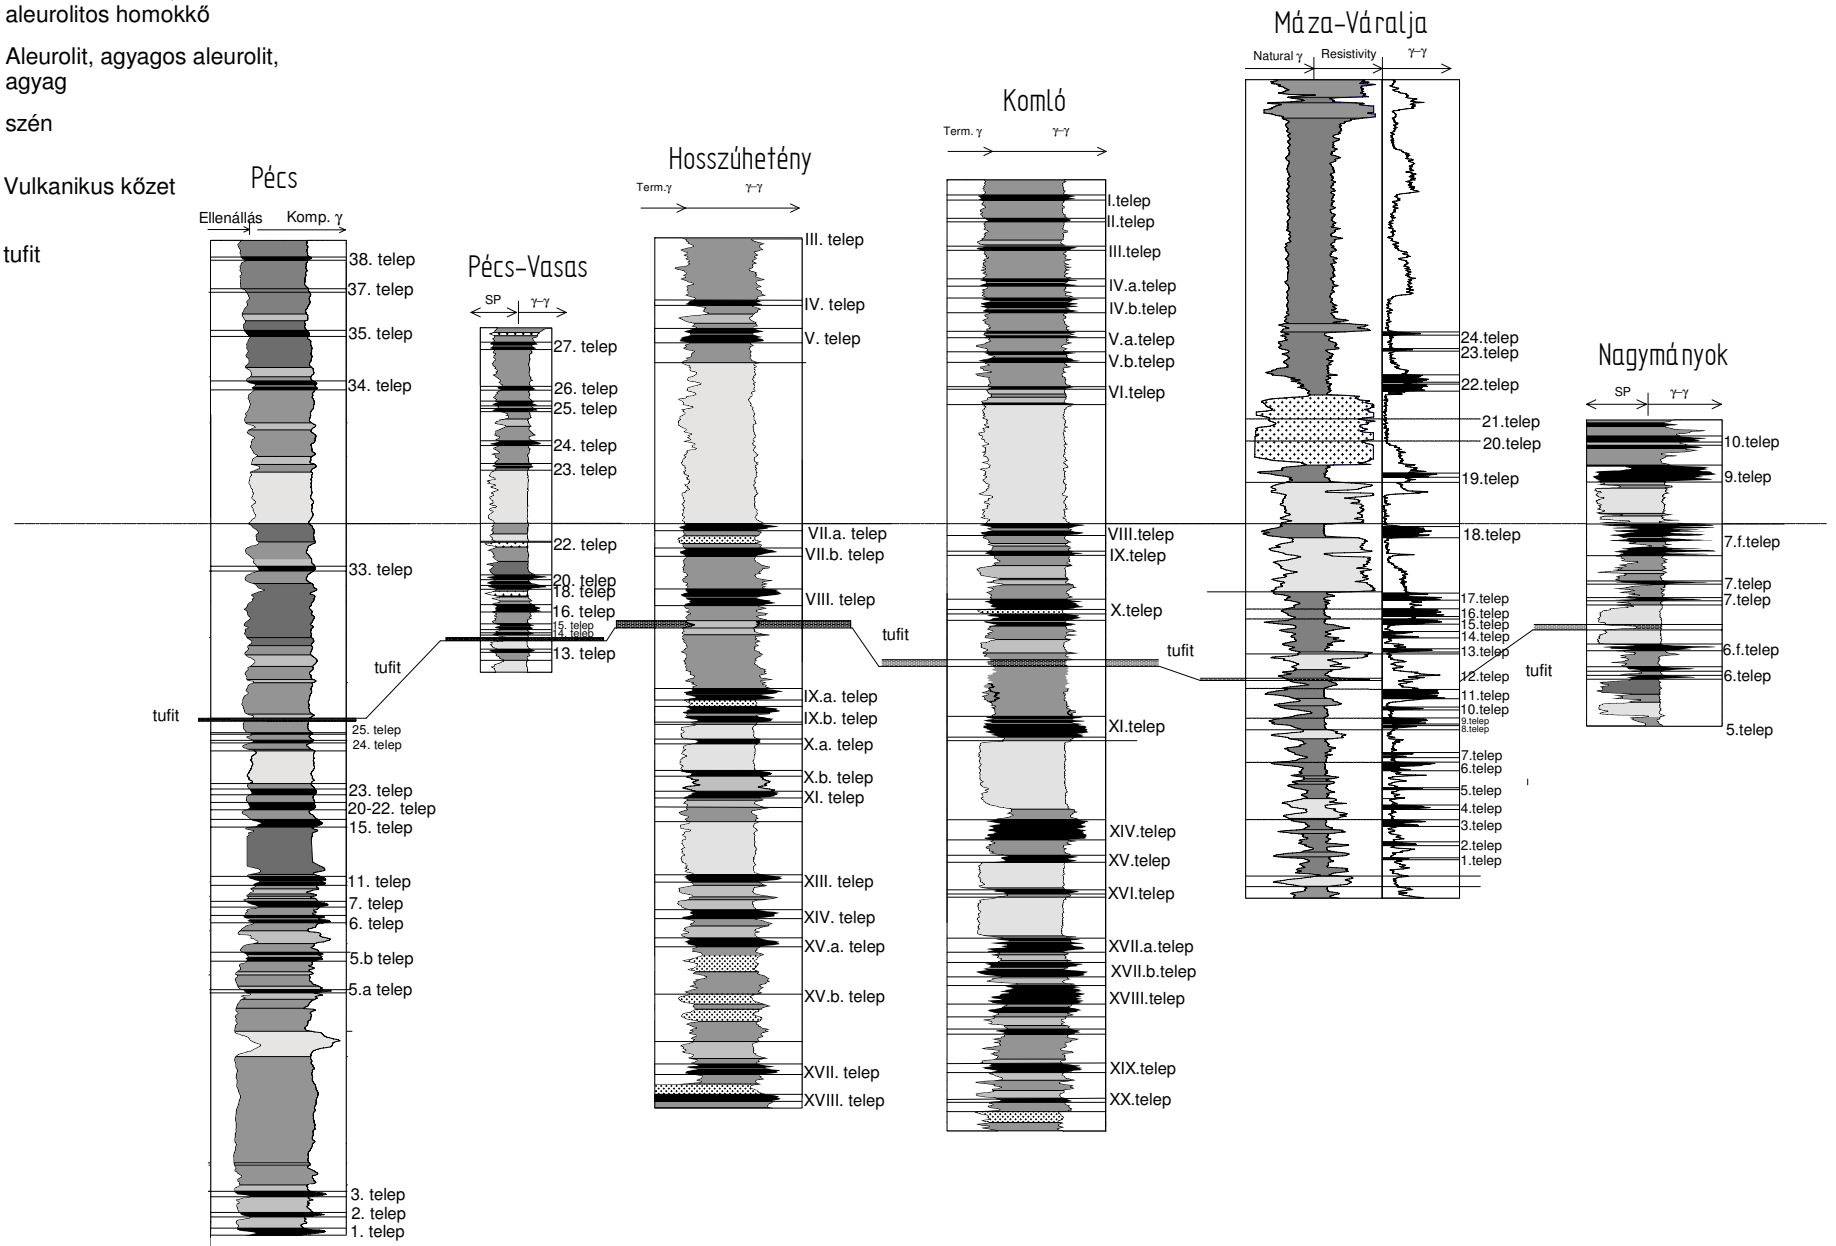 aleurolitos homokkő
Aleurolit, agyagos aleurolit,
agyag
szén
Vulkanikus kőzet
tufit
Pécs
Ellenállás Komp. γ
38. telep
37. telep
35. telep
34. telep
33. telep
tufit
25. telep
24. telep
23. telep
20-22. telep
15. telep
11. telep
7. telep
6. telep
5.b telep
5.a telep
3. telep
2. telep
1. telep
Pécs-Vasas
SP γ-γ
27. telep
26. telep
25. telep
24. telep
23. telep
22. telep
20. telep
18. telep
16. telep
15. telep
14. telep
13. telep
tufit
Hosszúhetény
Term.γ γ-γ
III. telep
IV. telep
V. telep
VII.a. telep
VII.b. telep
VIII. telep
IX.a. telep
IX.b. telep
X.a. telep
X.b. telep
XI. telep
XIII. telep
XIV. telep
XV.a. telep
XV.b. telep
XVII. telep
XVIII. telep
tufit
Komló
Term. γ γ-γ
I.telep
II.telep
III.telep
IV.a.telep
IV.b.telep
V.a.telep
V.b.telep
VI.telep
VIII.telep
IX.telep
X.telep
XI.telep
XIV.telep
XV.telep
XVI.telep
XVII.a.telep
XVII.b.telep
XVIII.telep
XIX.telep
XX.telep
tufit
Máza-Váralja
Natural γ Resistivity γ-γ
24.telep
23.telep
22.telep
21.telep
20.telep
19.telep
18.telep
17.telep
16.telep
15.telep
14.telep
13.telep
12.telep
11.telep
10.telep
9.telep
8.telep
7.telep
6.telep
5.telep
4.telep
3.telep
2.telep
1.telep
tufit
Nagymányok
SP γ-γ
10.telep
9.telep
7.f.telep
7.telep
7.telep
6.f.telep
6.telep
5.telep